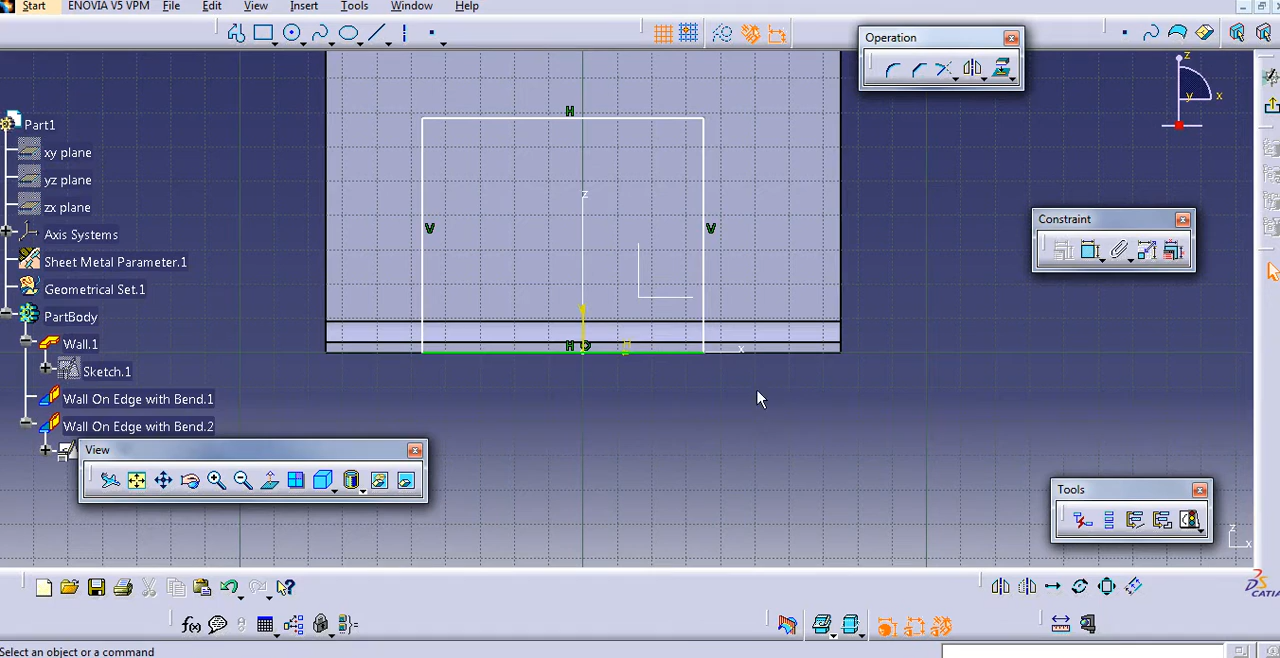 Start ENOVIA V5 VPM File Edit View Insert Tools Window Help
Operation
z
y x
Part1
H
xy plane
yz plane
z
zx plane
V V
Constraint
Axis Systems
Sheet Metal Parameter.1
Geometrical Set.1
PartBody
Wall.1
H x
Sketch.1
Wall On Edge with Bend.1
Wall On Edge with Bend.2
View
Tools
z
x
CATIA
f(x)
Select an object or a command